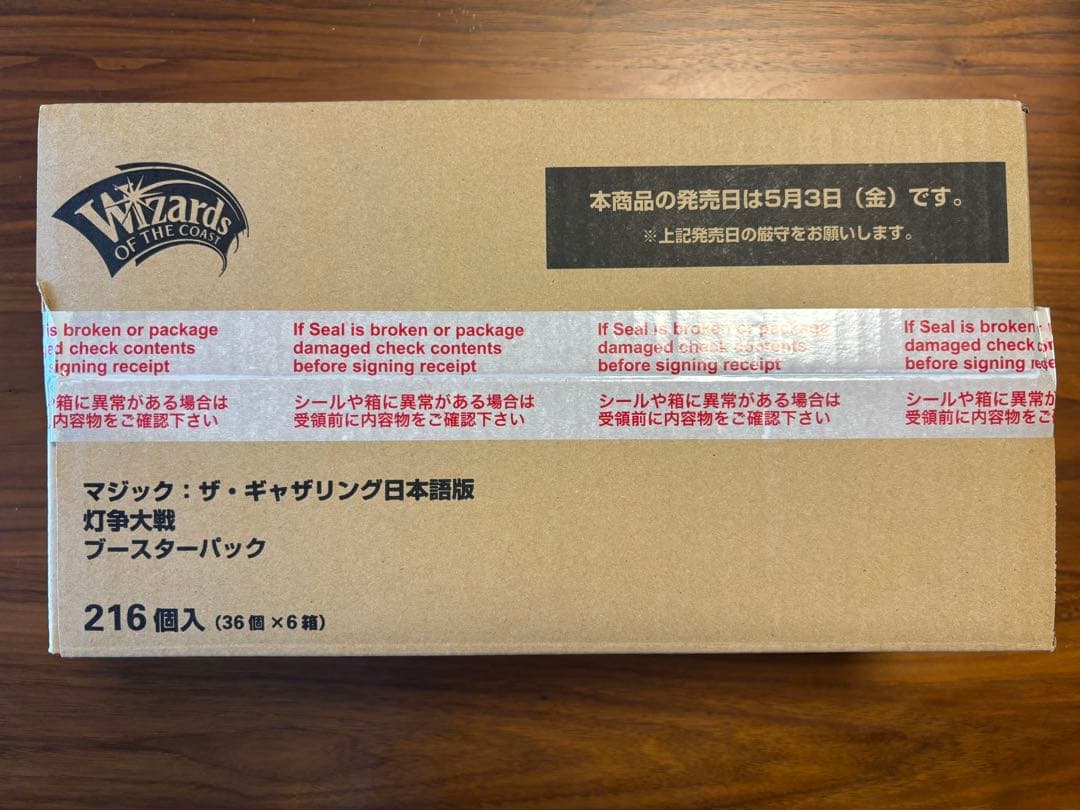 Wizards
OF THE COAST
本商品の発売日は5月3日（金）です。
※上記発売日の厳守をお願いします。
is broken or package
ed check contents
signing receipt
If Seal is broken or package
damaged check contents
before signing receipt
If Seal is broken or package
damaged check contents
before signing receipt
If Seal is broken
damaged check
before signing
や箱に異常がある場合は
内容物をご確認下さい
シールや箱に異常がある場合は
受領前に内容物をご確認下さい
シールや箱に異常がある場合は
受領前に内容物をご確認下さい
シールや箱に異常が
受領前に内容物をご
マジック：ザ・ギャザリング日本語版
灯争大戦
ブースターパック
216個入（36個×6箱）